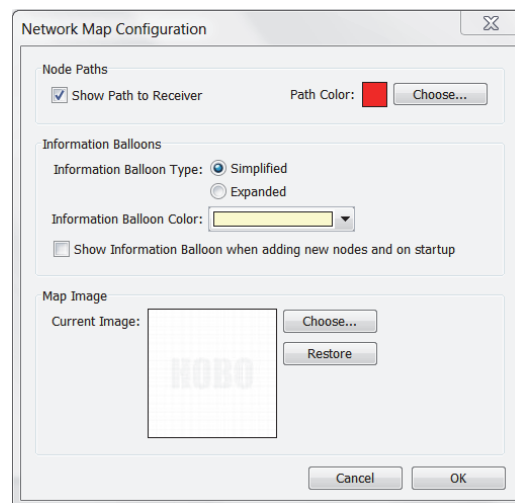 Network Map Configuration
Node Paths
Show Path to Receiver Path Color: Choose...
Information Balloons
Information Balloon Type: Simplified
Expanded
Information Balloon Color:
Show Information Balloon when adding new nodes and on startup
Map Image
Current Image: Choose...
Restore
HOBO
Cancel OK